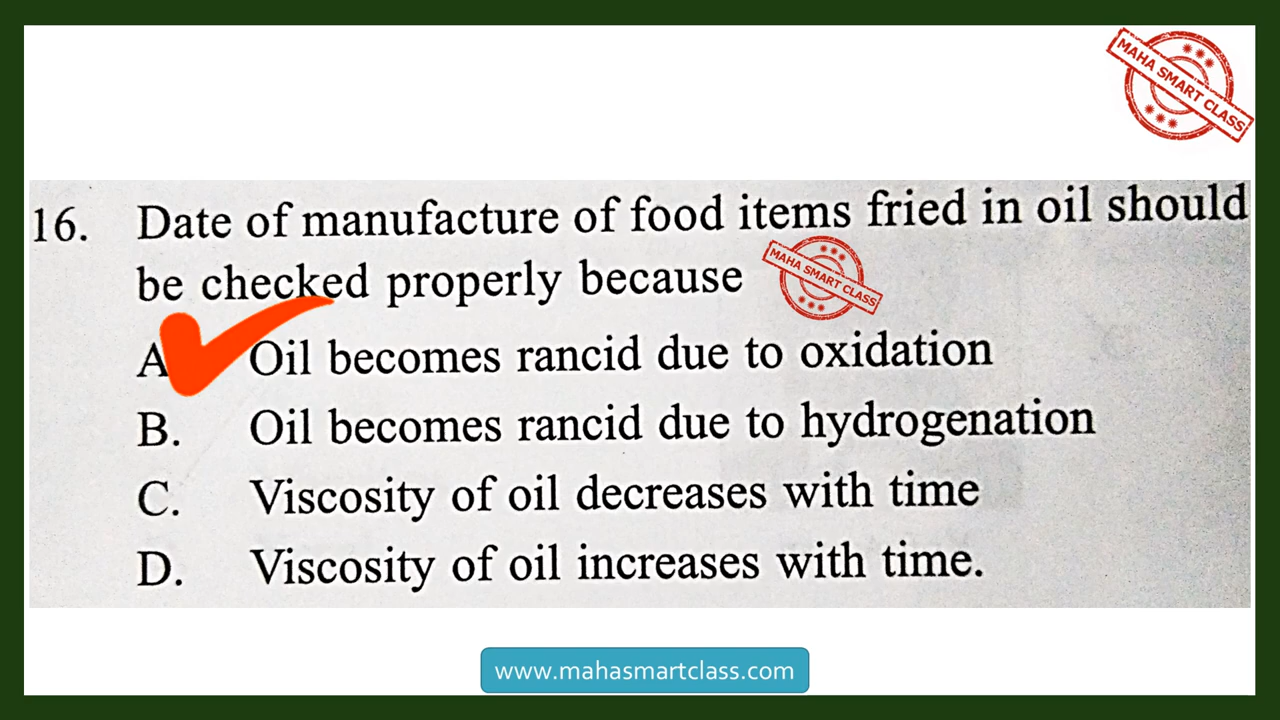 MAHA SMART CLASS
16. Date of manufacture of food items fried in oil should
be checked properly because
MAHA SMART CLASS
A Oil becomes rancid due to oxidation
B. Oil becomes rancid due to hydrogenation
C. Viscosity of oil decreases with time
D. Viscosity of oil increases with time.
www.mahasmartclass.com